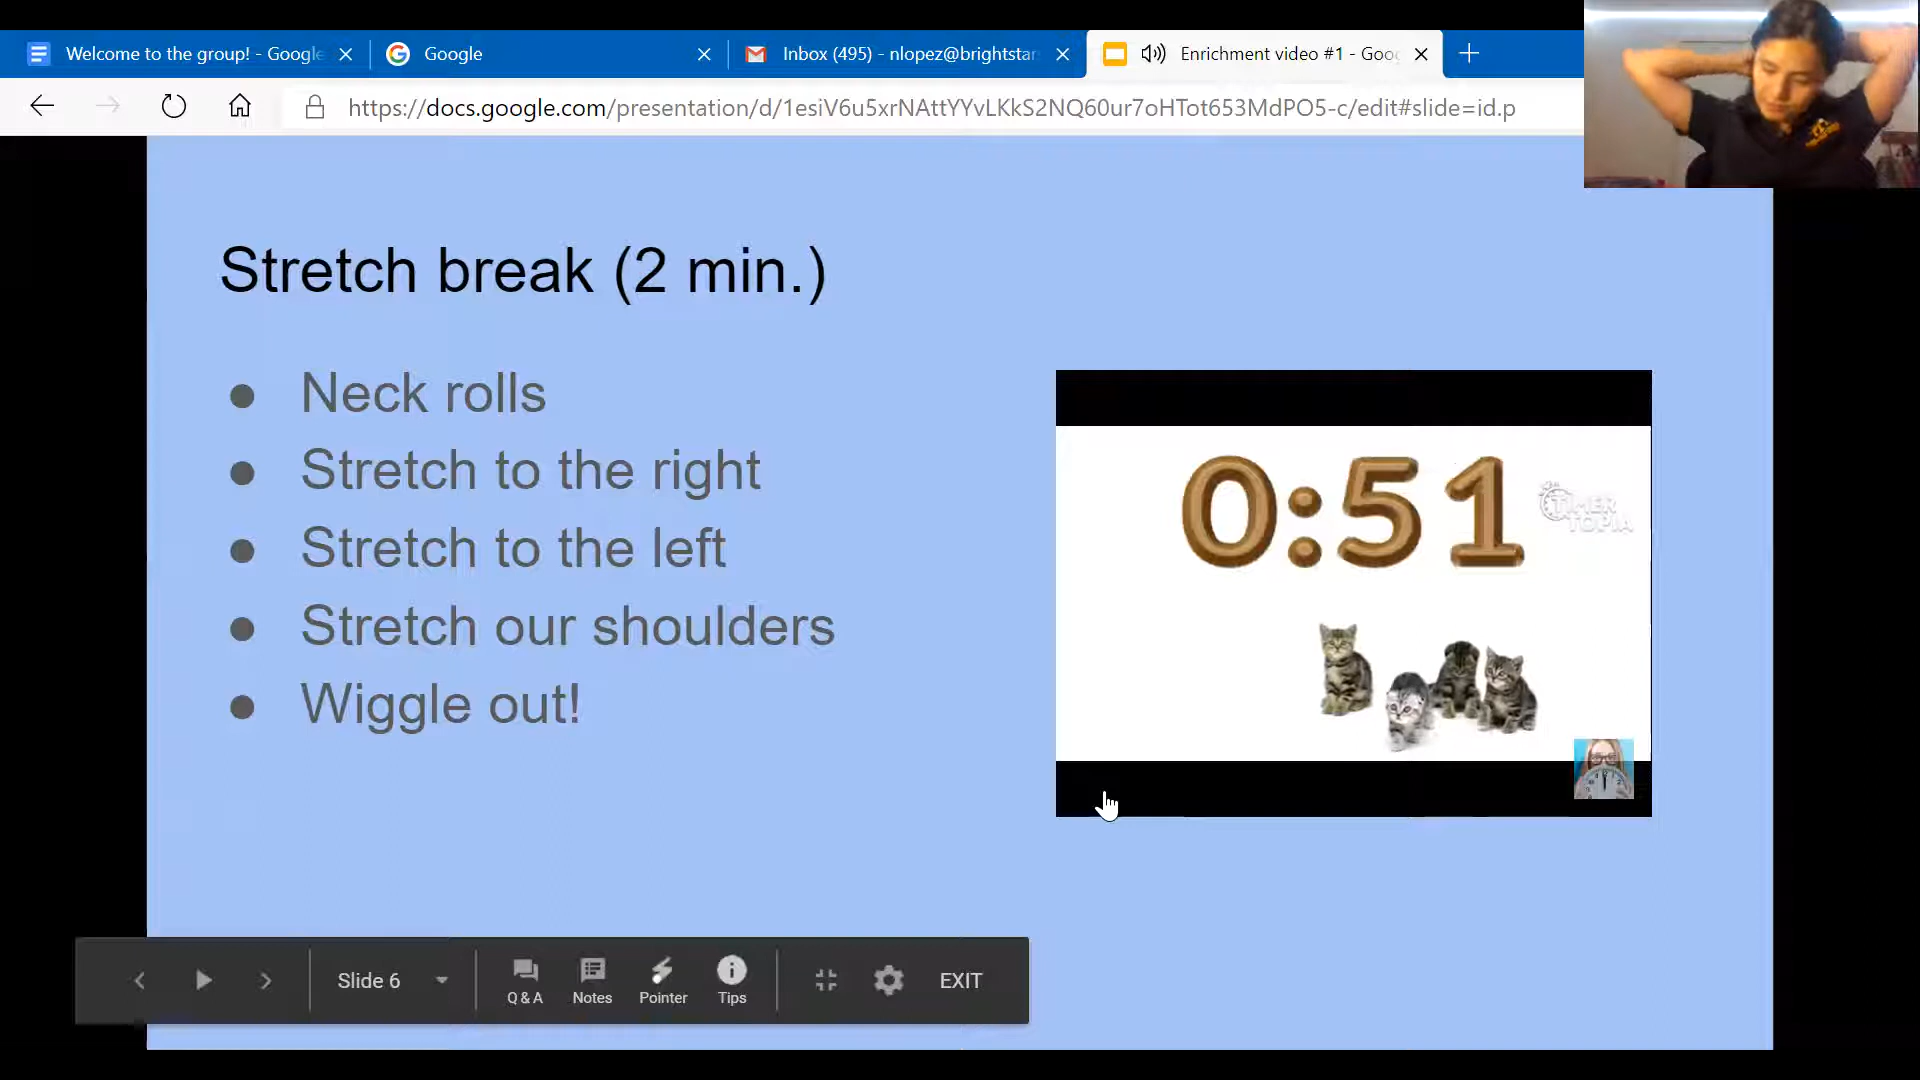 Welcome to the group! - Google
Google
Inbox (495) - nlopez@brightstar
Enrichment video #1 - Goo
https://docs.google.com/presentation/d/1esiV6u5xrNAttYYvLKkS2NQ60ur7oHTot653MdPO5-c/edit#slide=id.p
Stretch break (2 min.)
● Neck rolls
● Stretch to the right
● Stretch to the left
● Stretch our shoulders
● Wiggle out!
0:51
TIMER
TOPIA
Slide 6
Q & A
Notes
Pointer
Tips
EXIT